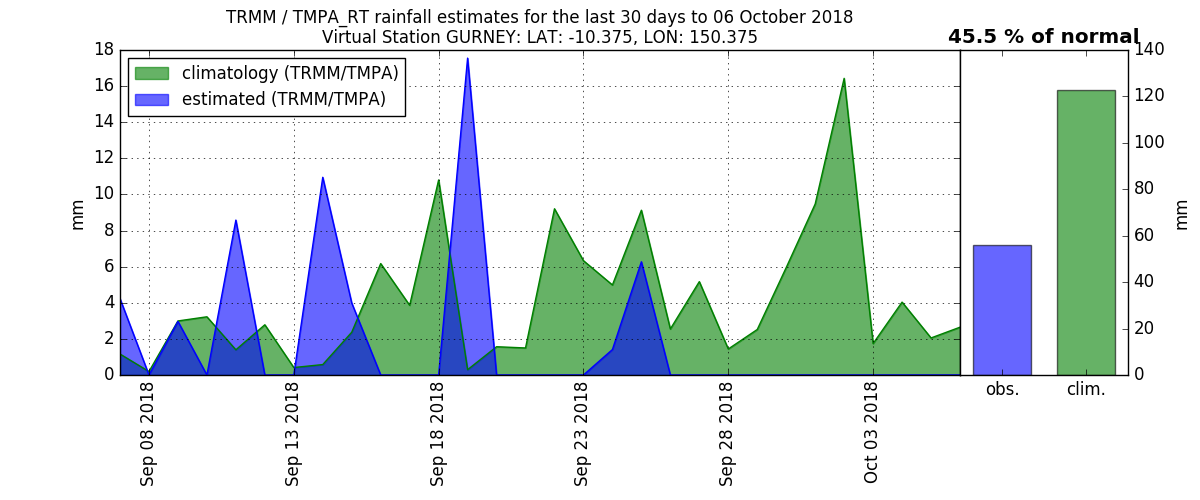 TRMM / TMPA_RT rainfall estimates for the last 30 days to 06 October 2018
Virtual Station GURNEY: LAT: -10.375, LON: 150.375
45.5 % of normal
climatology (TRMM/TMPA)
estimated (TRMM/TMPA)
mm
18
16
14
12
10
8
6
4
2
0
Sep 08 2018
Sep 13 2018
Sep 18 2018
Sep 23 2018
Sep 28 2018
Oct 03 2018
obs.
clim.
140
120
100
80
60
40
20
0
mm